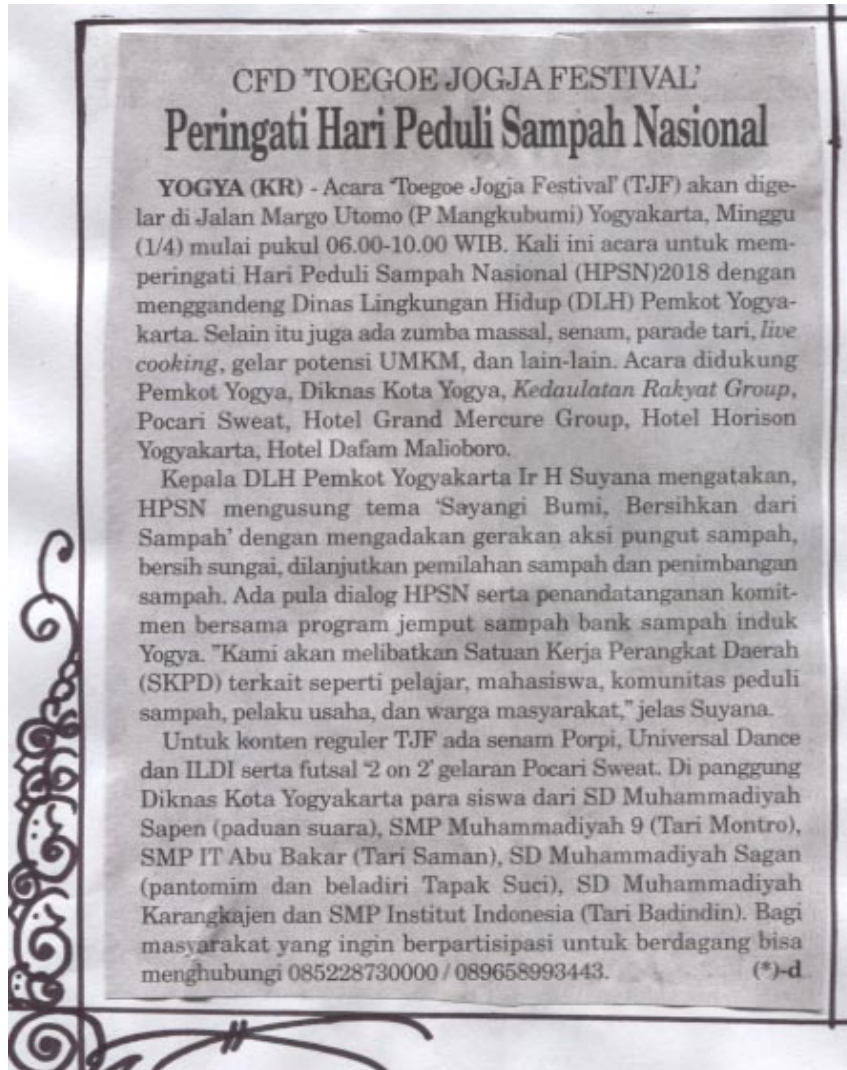 CFD 'TOEGOE JOGJA FESTIVAL'
Peringati Hari Peduli Sampah Nasional
YOGYA (KR) - Acara 'Toegoe Jogja Festival' (TJF) akan dige-
lar di Jalan Margo Utomo (P Mangkubumi) Yogyakarta, Minggu
(1/4) mulai pukul 06.00-10.00 WIB. Kali ini acara untuk mem-
peringati Hari Peduli Sampah Nasional (HPSN)2018 dengan
menggandeng Dinas Lingkungan Hidup (DLH) Pemkot Yogya-
karta. Selain itu juga ada zumba massal, senam, parade tari, live
cooking, gelar potensi UMKM, dan lain-lain. Acara didukung
Pemkot Yogya, Diknas Kota Yogya, Kedaulatan Rakyat Group,
Pocari Sweat, Hotel Grand Mercure Group, Hotel Horison
Yogyakarta, Hotel Dafam Malioboro.
Kepala DLH Pemkot Yogyakarta Ir H Suyana mengatakan,
HPSN mengusung tema 'Sayangi Bumi, Bersihkan dari
Sampah' dengan mengadakan gerakan aksi pungut sampah,
bersih sungai, dilanjutkan pemilahan sampah dan penimbangan
sampah. Ada pula dialog HPSN serta penandatanganan komit-
men bersama program jemput sampah bank sampah induk
Yogya. "Kami akan melibatkan Satuan Kerja Perangkat Daerah
(SKPD) terkait seperti pelajar, mahasiswa, komunitas peduli
sampah, pelaku usaha, dan warga masyarakat," jelas Suyana.
Untuk konten reguler TJF ada senam Porpi, Universal Dance
dan ILDI serta futsal '2 on 2' gelaran Pocari Sweat. Di panggung
Diknas Kota Yogyakarta para siswa dari SD Muhammadiyah
Sapen (paduan suara), SMP Muhammadiyah 9 (Tari Montro),
SMP IT Abu Bakar (Tari Saman), SD Muhammadiyah Sagan
(pantomim dan beladiri Tapak Suci), SD Muhammadiyah
Karangkajen dan SMP Institut Indonesia (Tari Badindin). Bagi
masyarakat yang ingin berpartisipasi untuk berdagang bisa
menghubungi 085228730000 / 089658993443. (*)-d